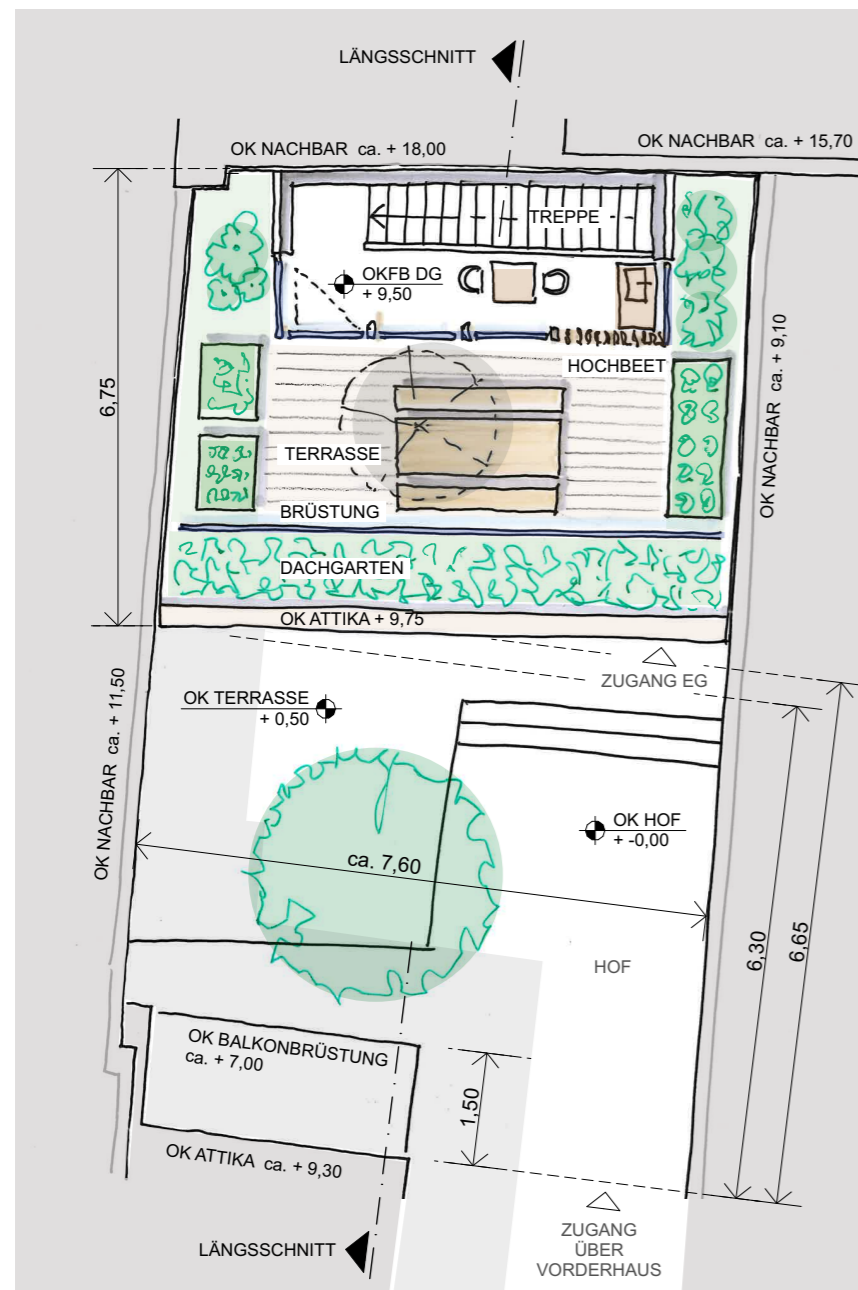 LÄNGSSCHNITT
OK NACHBAR ca. + 18,00
OK NACHBAR ca. + 15,70
TREPPE
OKFB DG
+ 9,50
HOCHBEET
6,75
OK NACHBAR ca. + 9,10
TERRASSE
BRÜSTUNG
DACHGARTEN
OK ATTIKA + 9,75
ZUGANG EG
OK TERRASSE
+ 0,50
OK NACHBAR ca. + 11,50
OK HOF
+ -0,00
ca. 7,60
HOF
6,30
6,65
OK BALKONBRÜSTUNG
ca. + 7,00
1,50
OK ATTIKA ca. + 9,30
ZUGANG
ÜBER
VORDERHAUS
LÄNGSSCHNITT